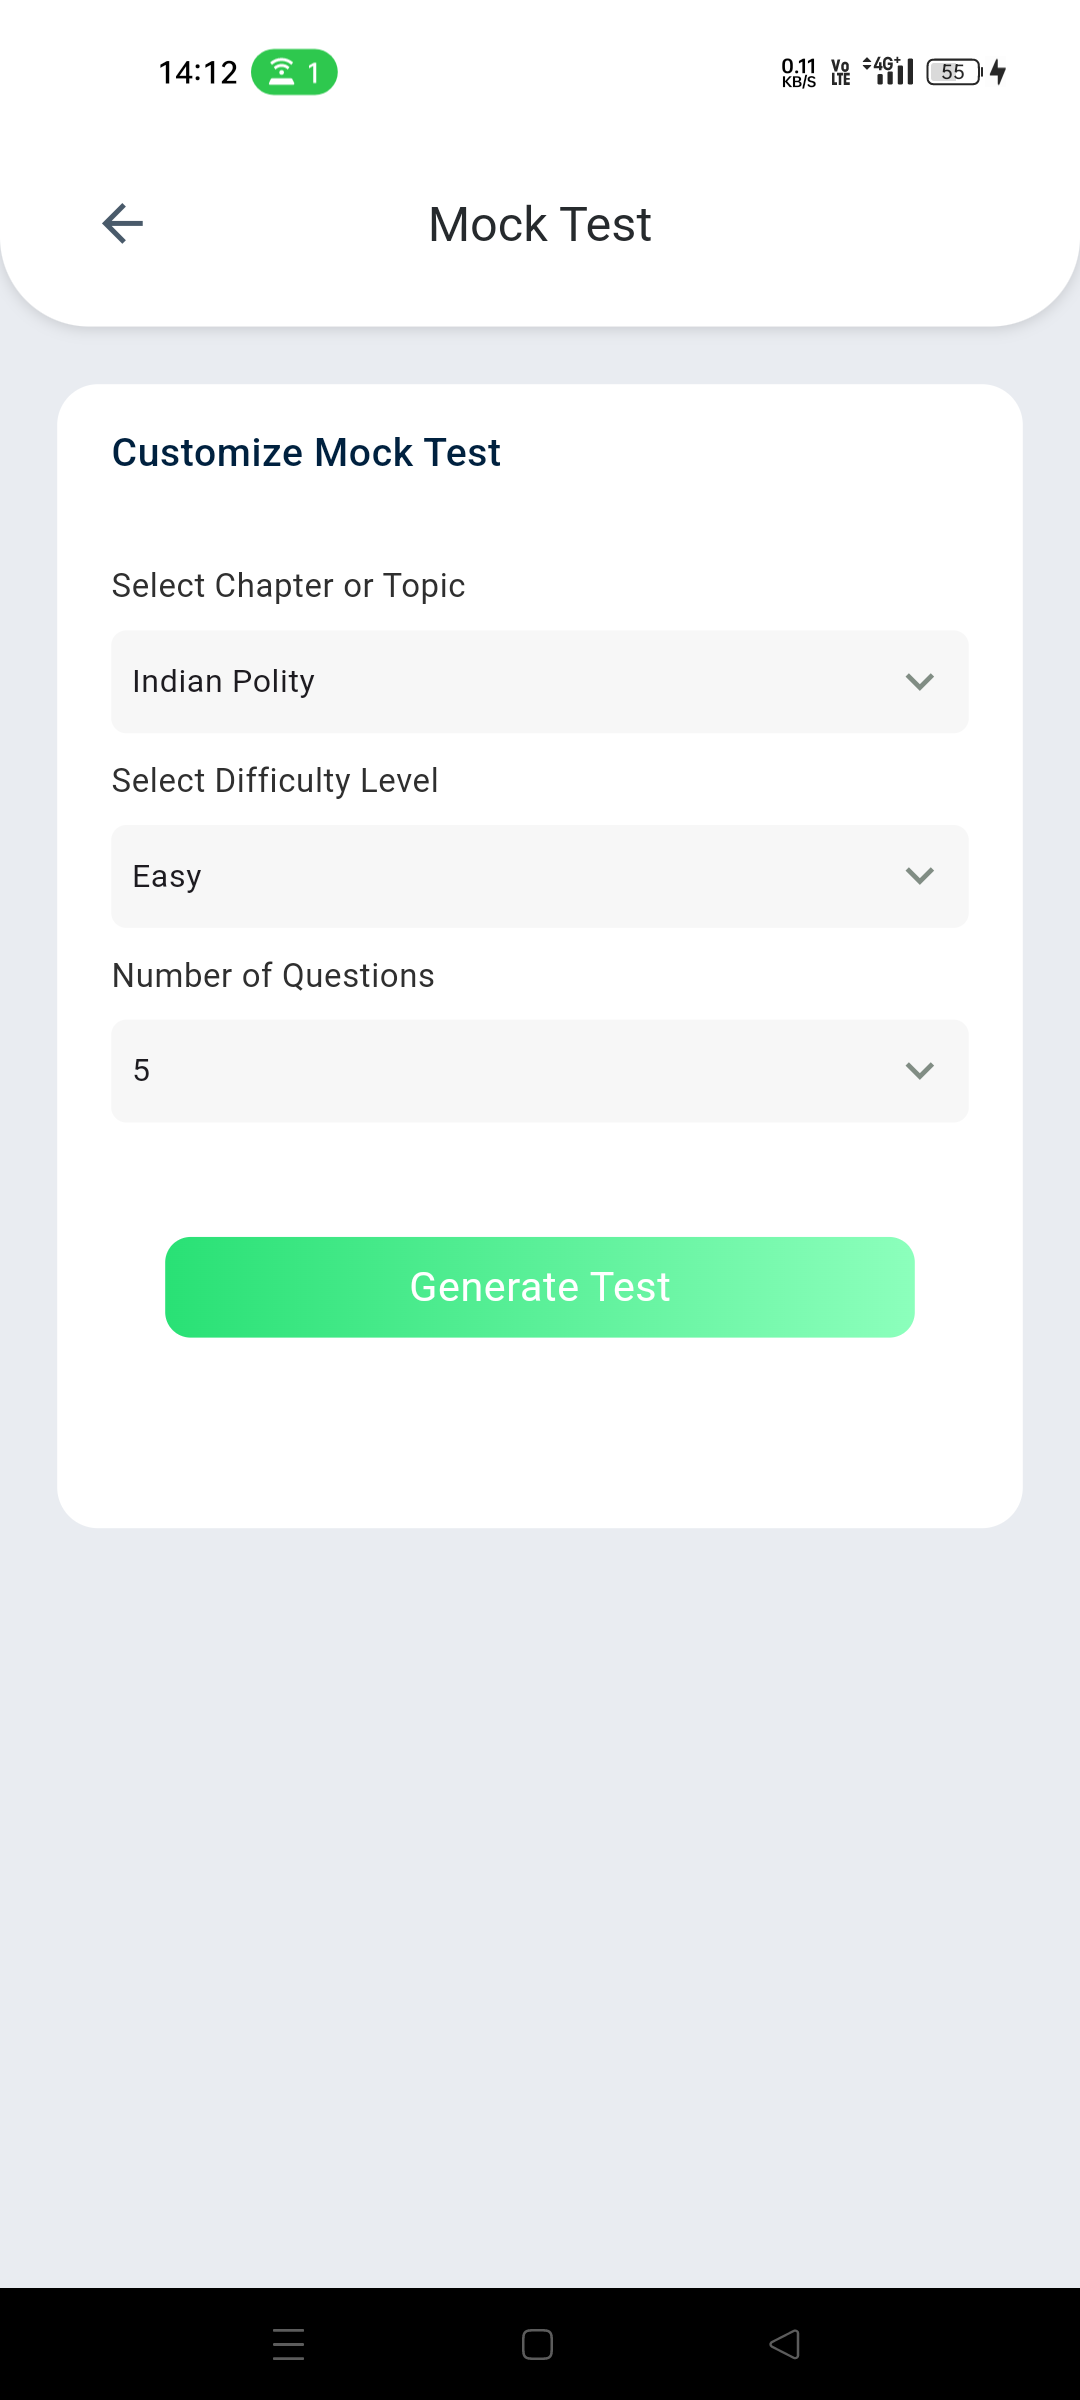 14:12 1 0.11 KB/S Vo LTE 4G+ 55
Mock Test
Customize Mock Test
Select Chapter or Topic
Indian Polity
Select Difficulty Level
Easy
Number of Questions
5
Generate Test